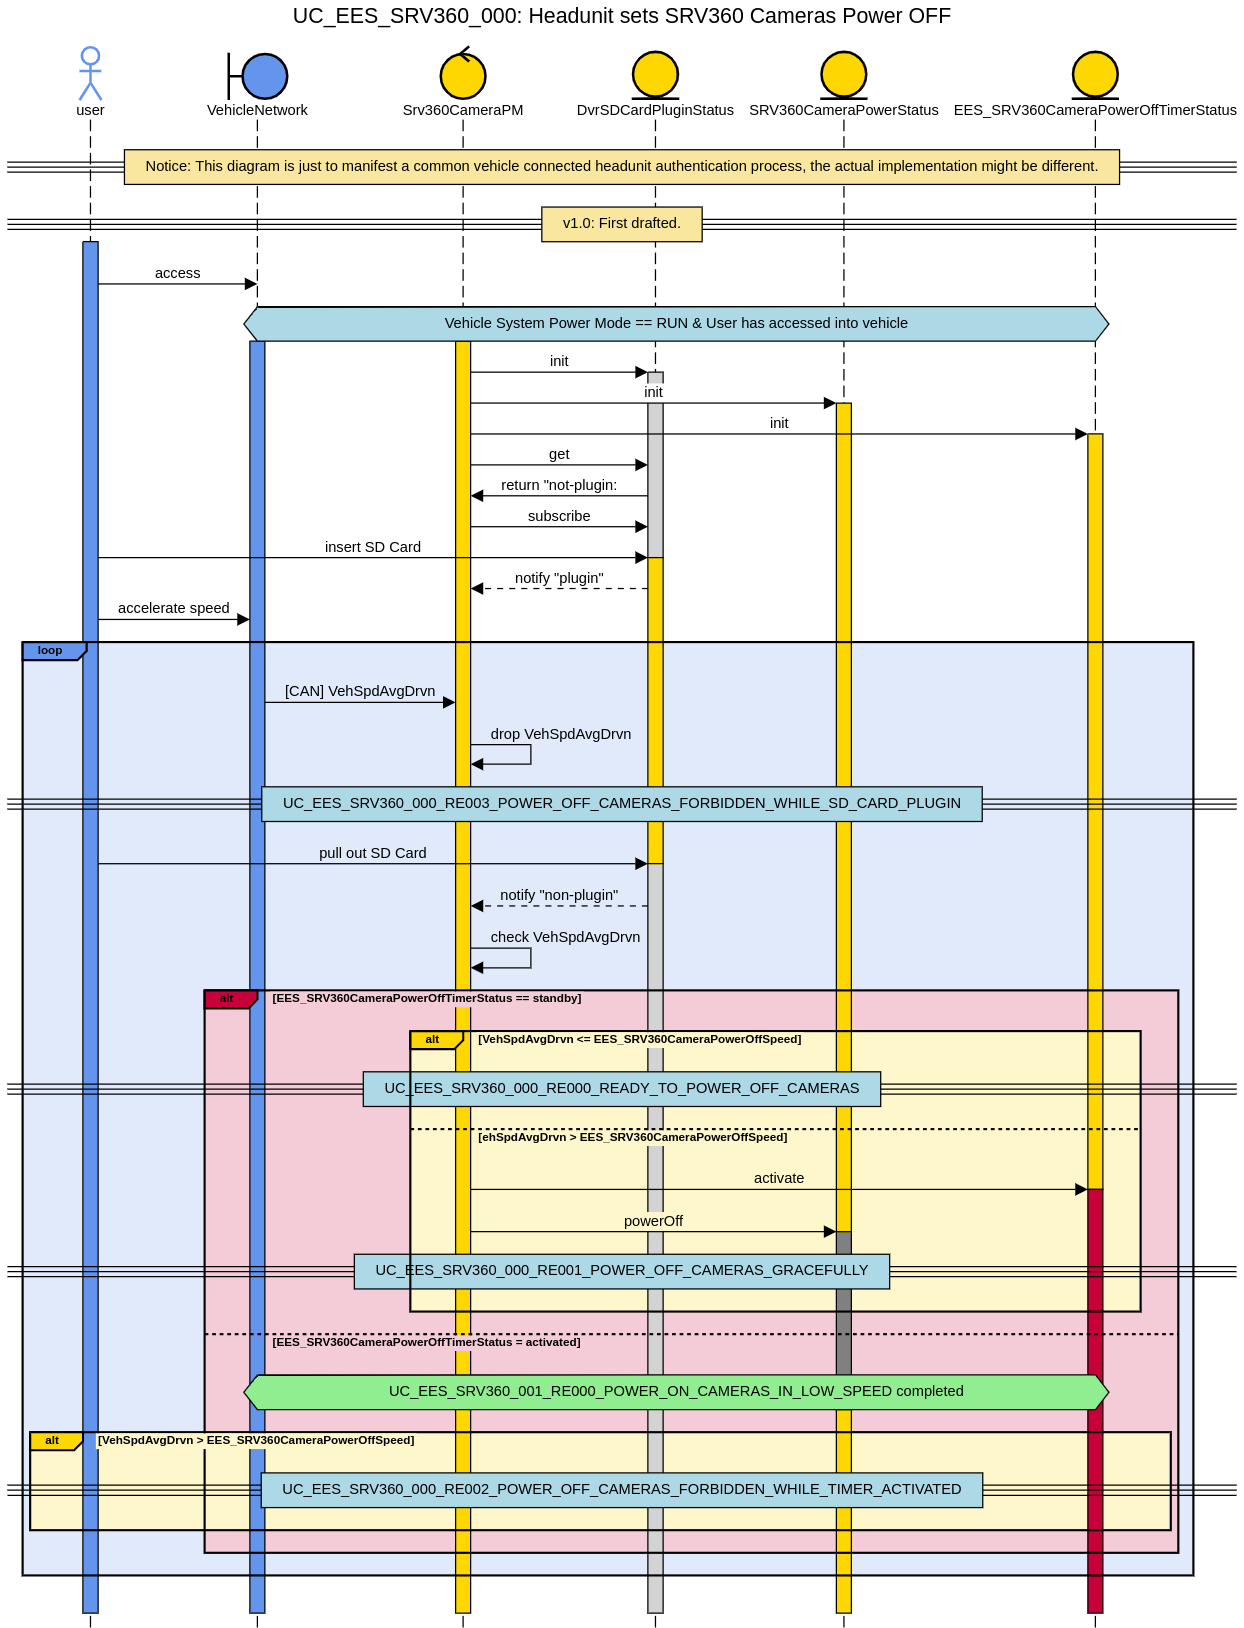 UC_EES_SRV360_000: Headunit sets SRV360 Cameras Power OFF
user
VehicleNetwork
Srv360CameraPM
DvrSDCardPluginStatus
SRV360CameraPowerStatus
EES_SRV360CameraPowerOffTimerStatus
Notice: This diagram is just to manifest a common vehicle connected headunit authentication process, the actual implementation might be different.
v1.0: First drafted.
access
Vehicle System Power Mode == RUN & User has accessed into vehicle
init
init
init
get
return "not-plugin:
subscribe
insert SD Card
notify "plugin"
accelerate speed
loop
[CAN] VehSpdAvgDrvn
drop VehSpdAvgDrvn
UC_EES_SRV360_000_RE003_POWER_OFF_CAMERAS_FORBIDDEN_WHILE_SD_CARD_PLUGIN
pull out SD Card
notify "non-plugin"
check VehSpdAvgDrvn
alt
[EES_SRV360CameraPowerOffTimerStatus == standby]
alt
[VehSpdAvgDrvn <= EES_SRV360CameraPowerOffSpeed]
UC_EES_SRV360_000_RE000_READY_TO_POWER_OFF_CAMERAS
[ehSpdAvgDrvn > EES_SRV360CameraPowerOffSpeed]
activate
powerOff
UC_EES_SRV360_000_RE001_POWER_OFF_CAMERAS_GRACEFULLY
[EES_SRV360CameraPowerOffTimerStatus = activated]
UC_EES_SRV360_001_RE000_POWER_ON_CAMERAS_IN_LOW_SPEED completed
alt
[VehSpdAvgDrvn > EES_SRV360CameraPowerOffSpeed]
UC_EES_SRV360_000_RE002_POWER_OFF_CAMERAS_FORBIDDEN_WHILE_TIMER_ACTIVATED